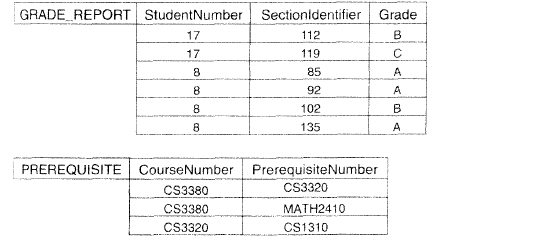 GRADE_REPORT StudentNumber SectionIdentifier Grade
17 112 B
17 119 C
8 85 A
8 92 A
8 102 B
8 135 A
PREREQUISITE CourseNumber PrerequisiteNumber
CS3380 CS3320
CS3380 MATH2410
CS3320 CS1310